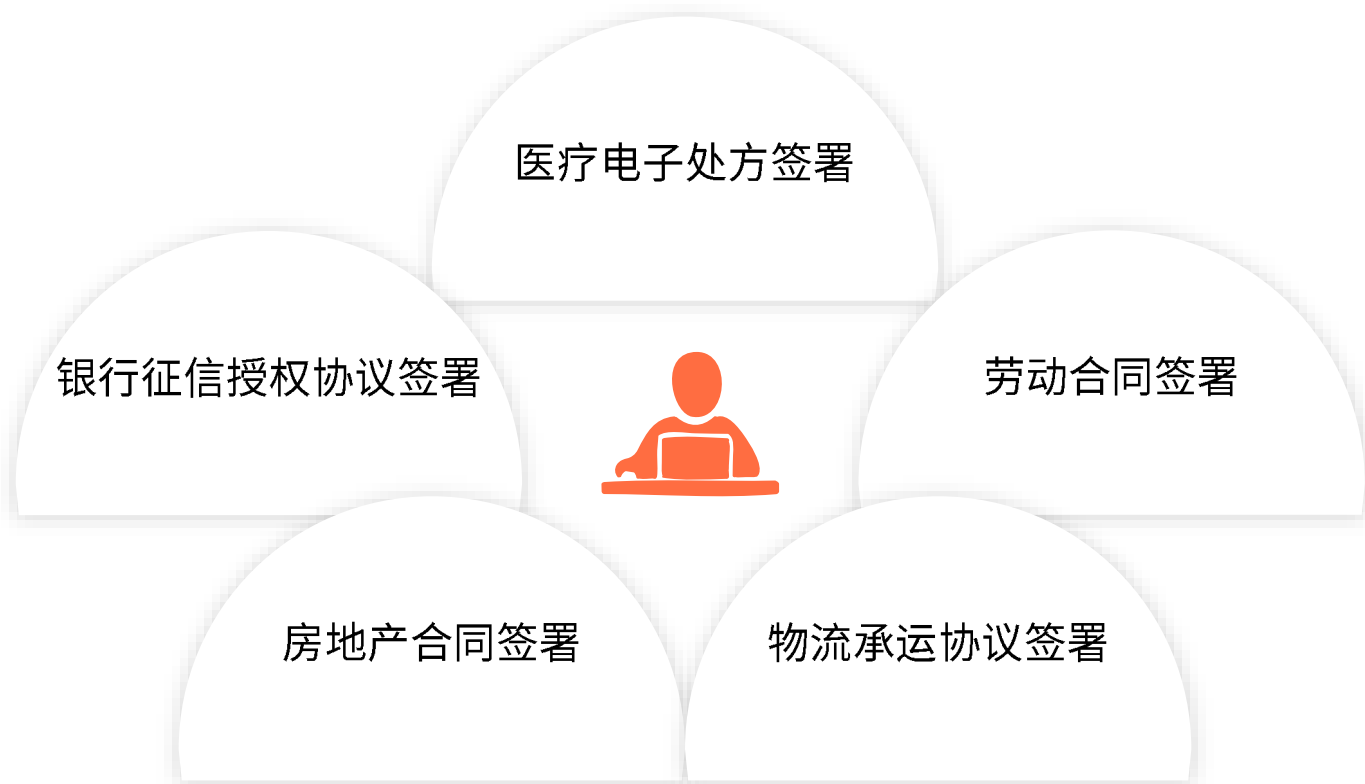 医疗电子处方签署
银行征信授权协议签署
劳动合同签署
房地产合同签署
物流承运协议签署